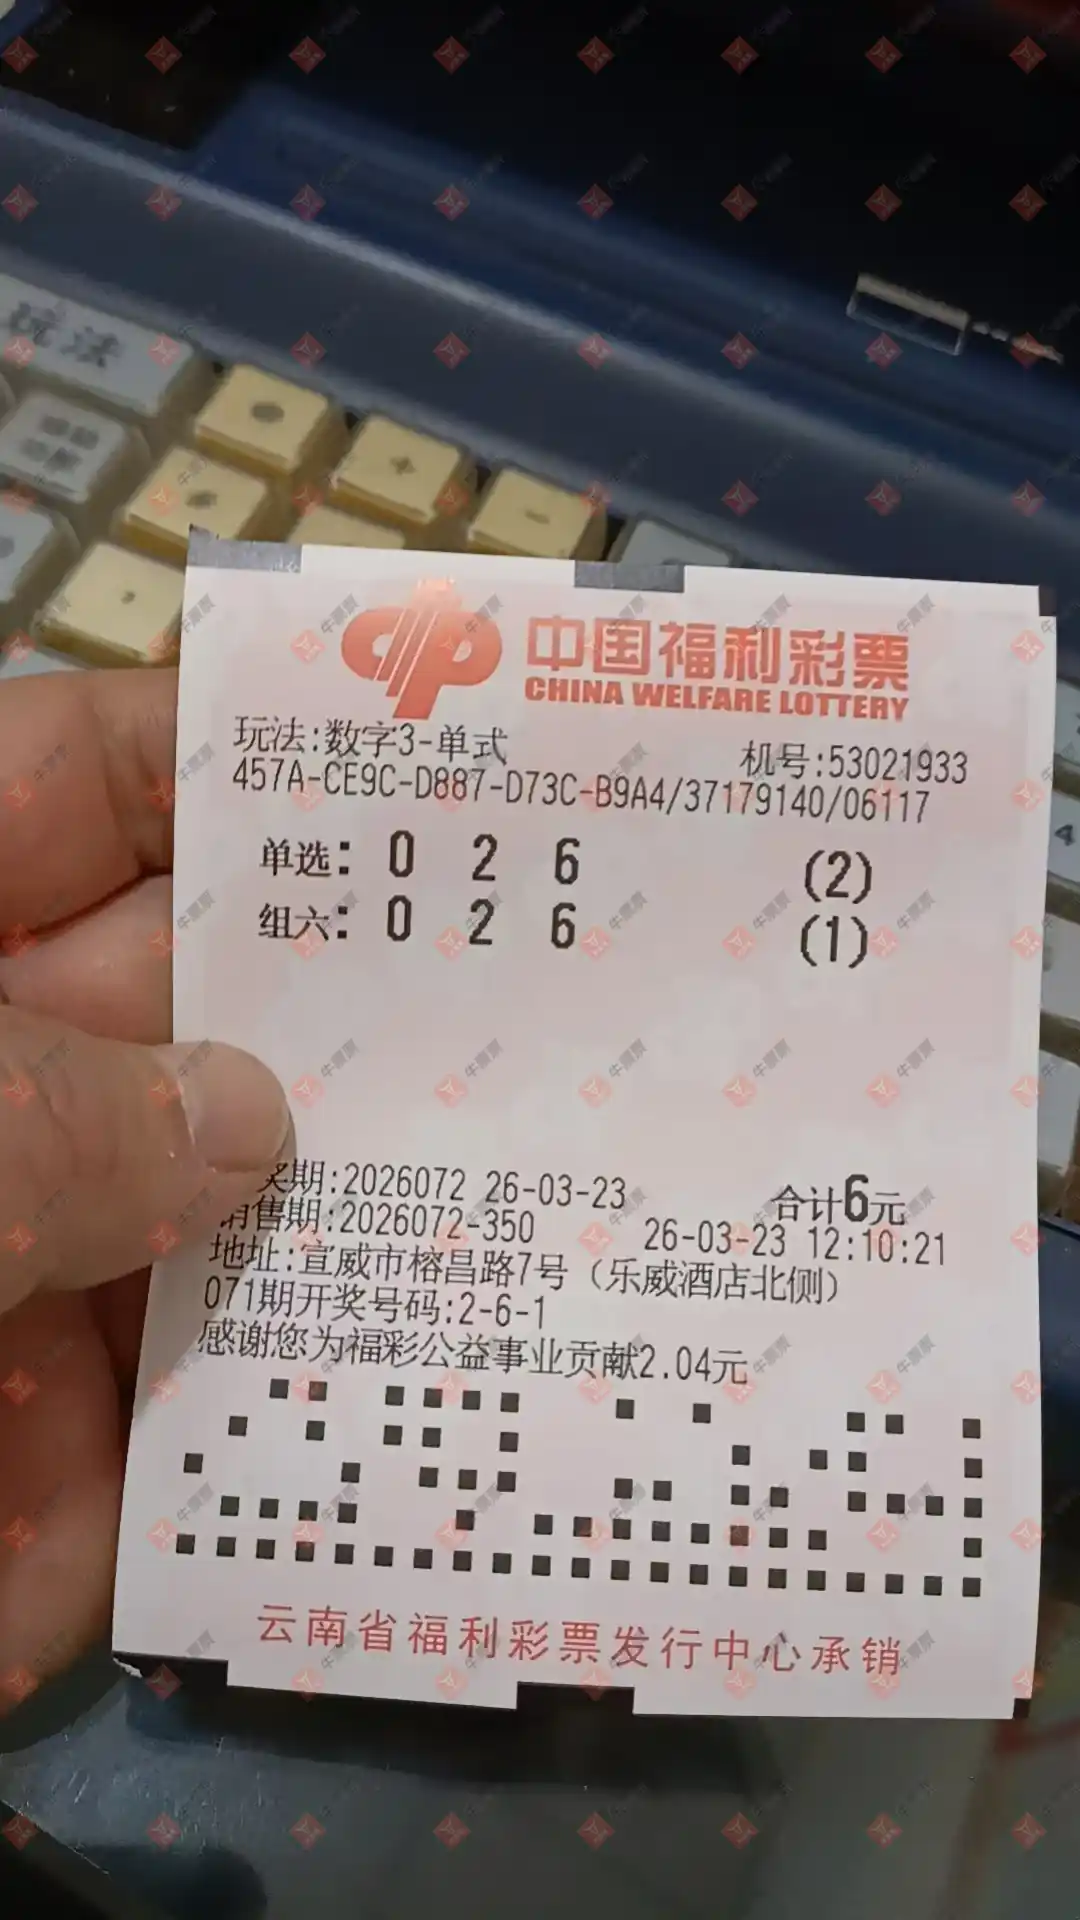 玩法
中国福利彩票
CHINA WELFARE LOTTERY
玩法:数字3-单式 机号:53021933
457A-CE9C-D887-D73C-B9A4/37179140/06117
单选: 0 2 6 (2)
组六: 0 2 6 (1)
奖期:2026072 26-03-23 合计6元
销售期:2026072-350 26-03-23 12:10:21
地址:宣威市榕昌路7号（乐威酒店北侧）
071期开奖号码:2-6-1
感谢您为福彩公益事业贡献2.04元
云南省福利彩票发行中心承销
牛票票